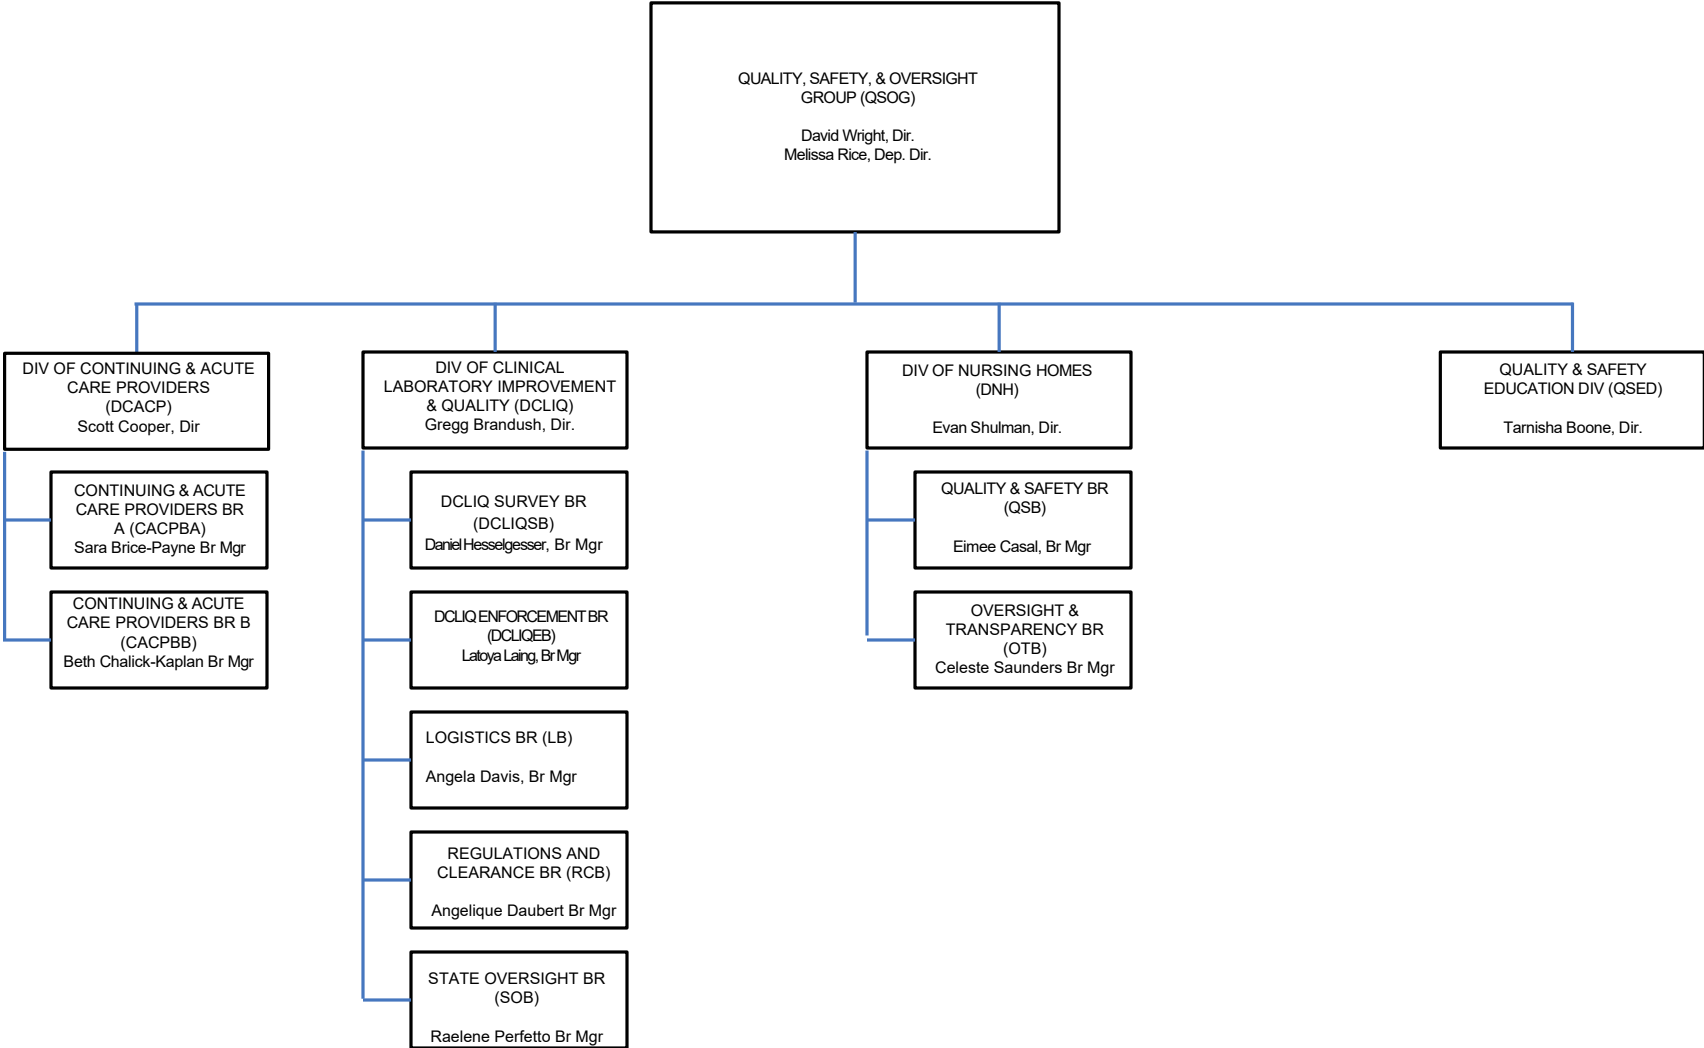 QUALITY, SAFETY, & OVERSIGHT
GROUP (QSOG)
David Wright, Dir.
Melissa Rice, Dep. Dir.
DIV OF CONTINUING & ACUTE
CARE PROVIDERS
(DCACP)
Scott Cooper, Dir
CONTINUING & ACUTE
CARE PROVIDERS BR
A (CACPBA)
Sara Brice-Payne Br Mgr
CONTINUING & ACUTE
CARE PROVIDERS BR B
(CACPBB)
Beth Chalick-Kaplan Br Mgr
DIV OF CLINICAL
LABORATORY IMPROVEMENT
& QUALITY (DCLIQ)
Gregg Brandush, Dir.
DCLIQ SURVEY BR
(DCLIQSB)
Daniel Hesselgesser, Br Mgr
DCLIQ ENFORCEMENT BR
(DCLIQEB)
Latoya Laing, Br Mgr
LOGISTICS BR (LB)
Angela Davis, Br Mgr
REGULATIONS AND
CLEARANCE BR (RCB)
Angelique Daubert Br Mgr
STATE OVERSIGHT BR
(SOB)
Raelene Perfetto Br Mgr
DIV OF NURSING HOMES
(DNH)
Evan Shulman, Dir.
QUALITY & SAFETY BR
(QSB)
Eimee Casal, Br Mgr
OVERSIGHT &
TRANSPARENCY BR
(OTB)
Celeste Saunders Br Mgr
QUALITY & SAFETY
EDUCATION DIV (QSED)
Tarnisha Boone, Dir.